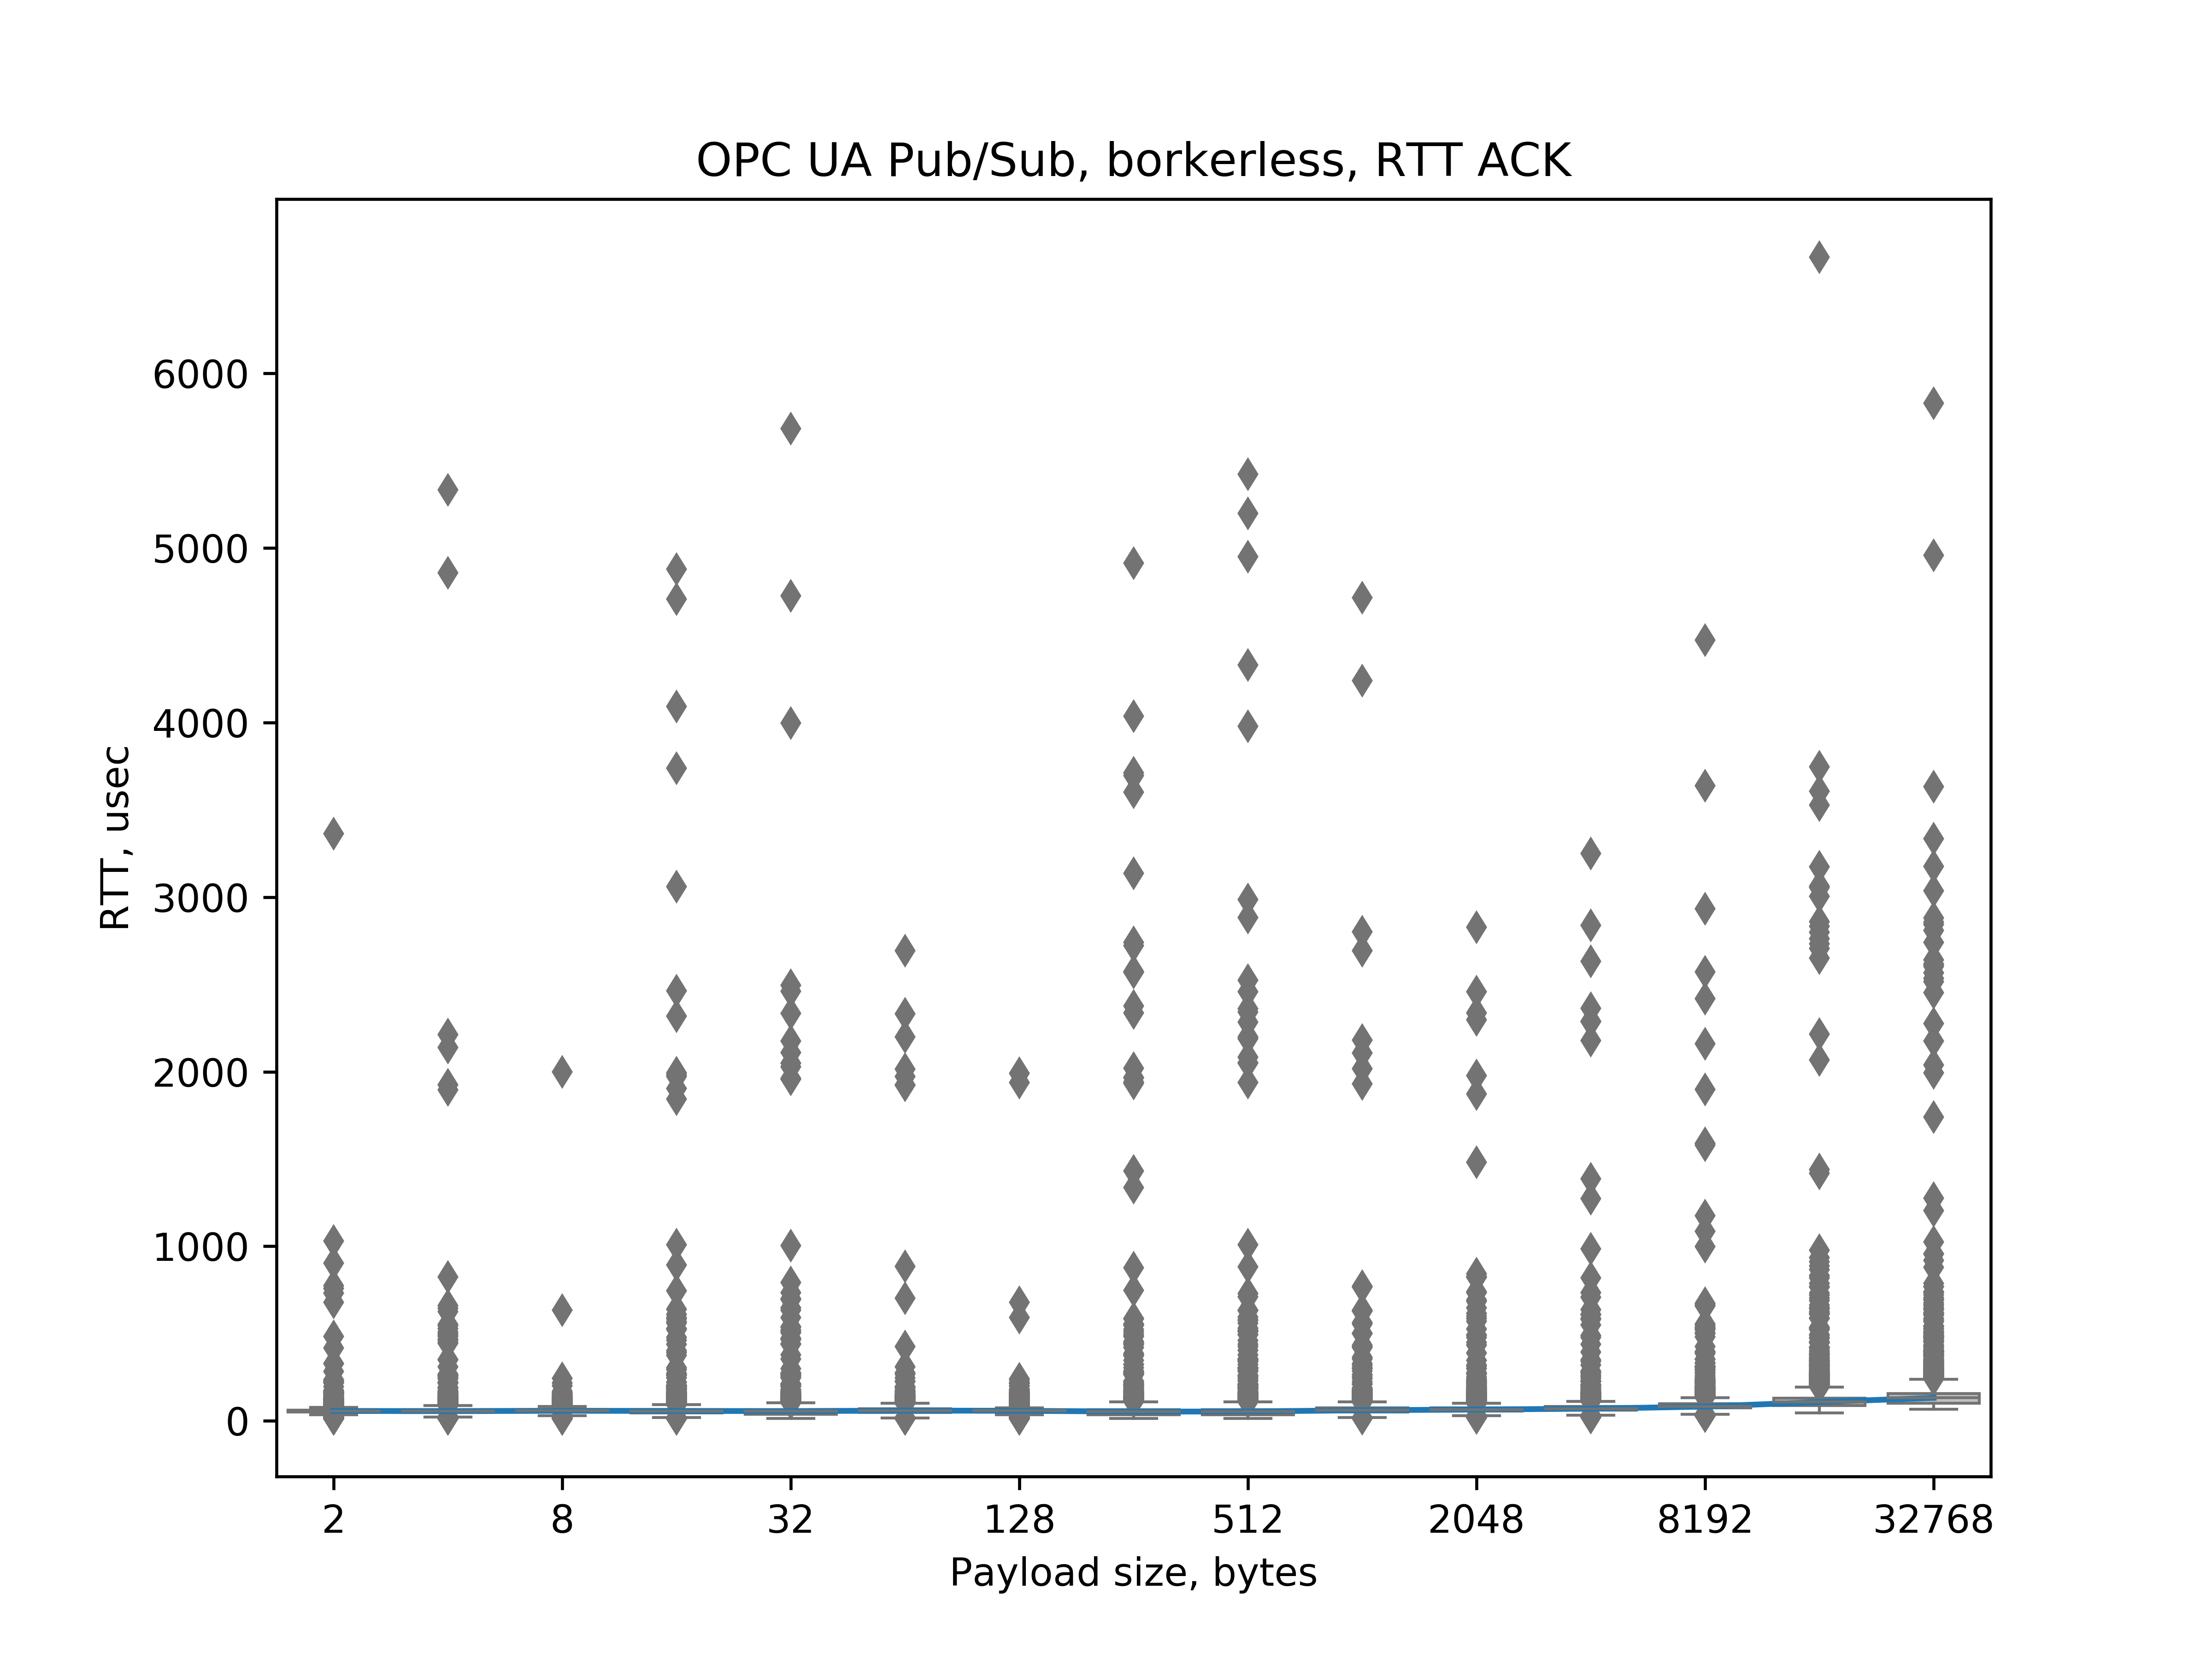 OPC UA Pub/Sub, borkerless, RTT ACK
RTT, usec
6000
5000
4000
3000
2000
1000
0
2 8 32 128 512 2048 8192 32768
Payload size, bytes